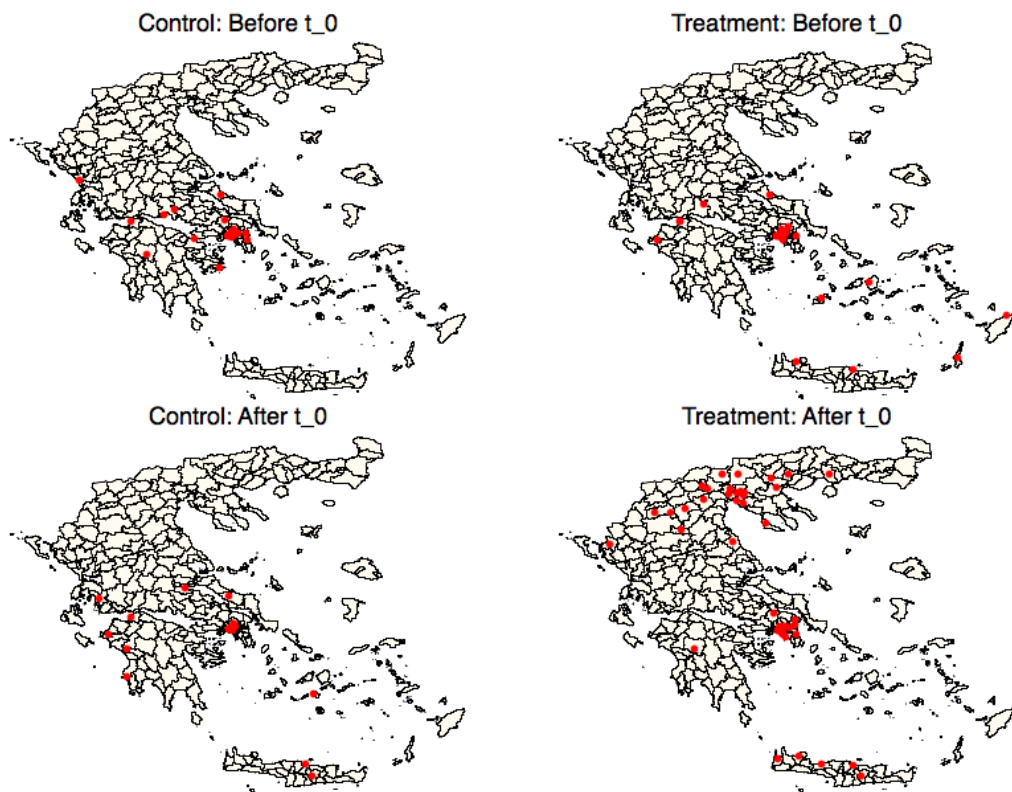 Control: Before t_0
Treatment: Before t_0
Control: After t_0
Treatment: After t_0